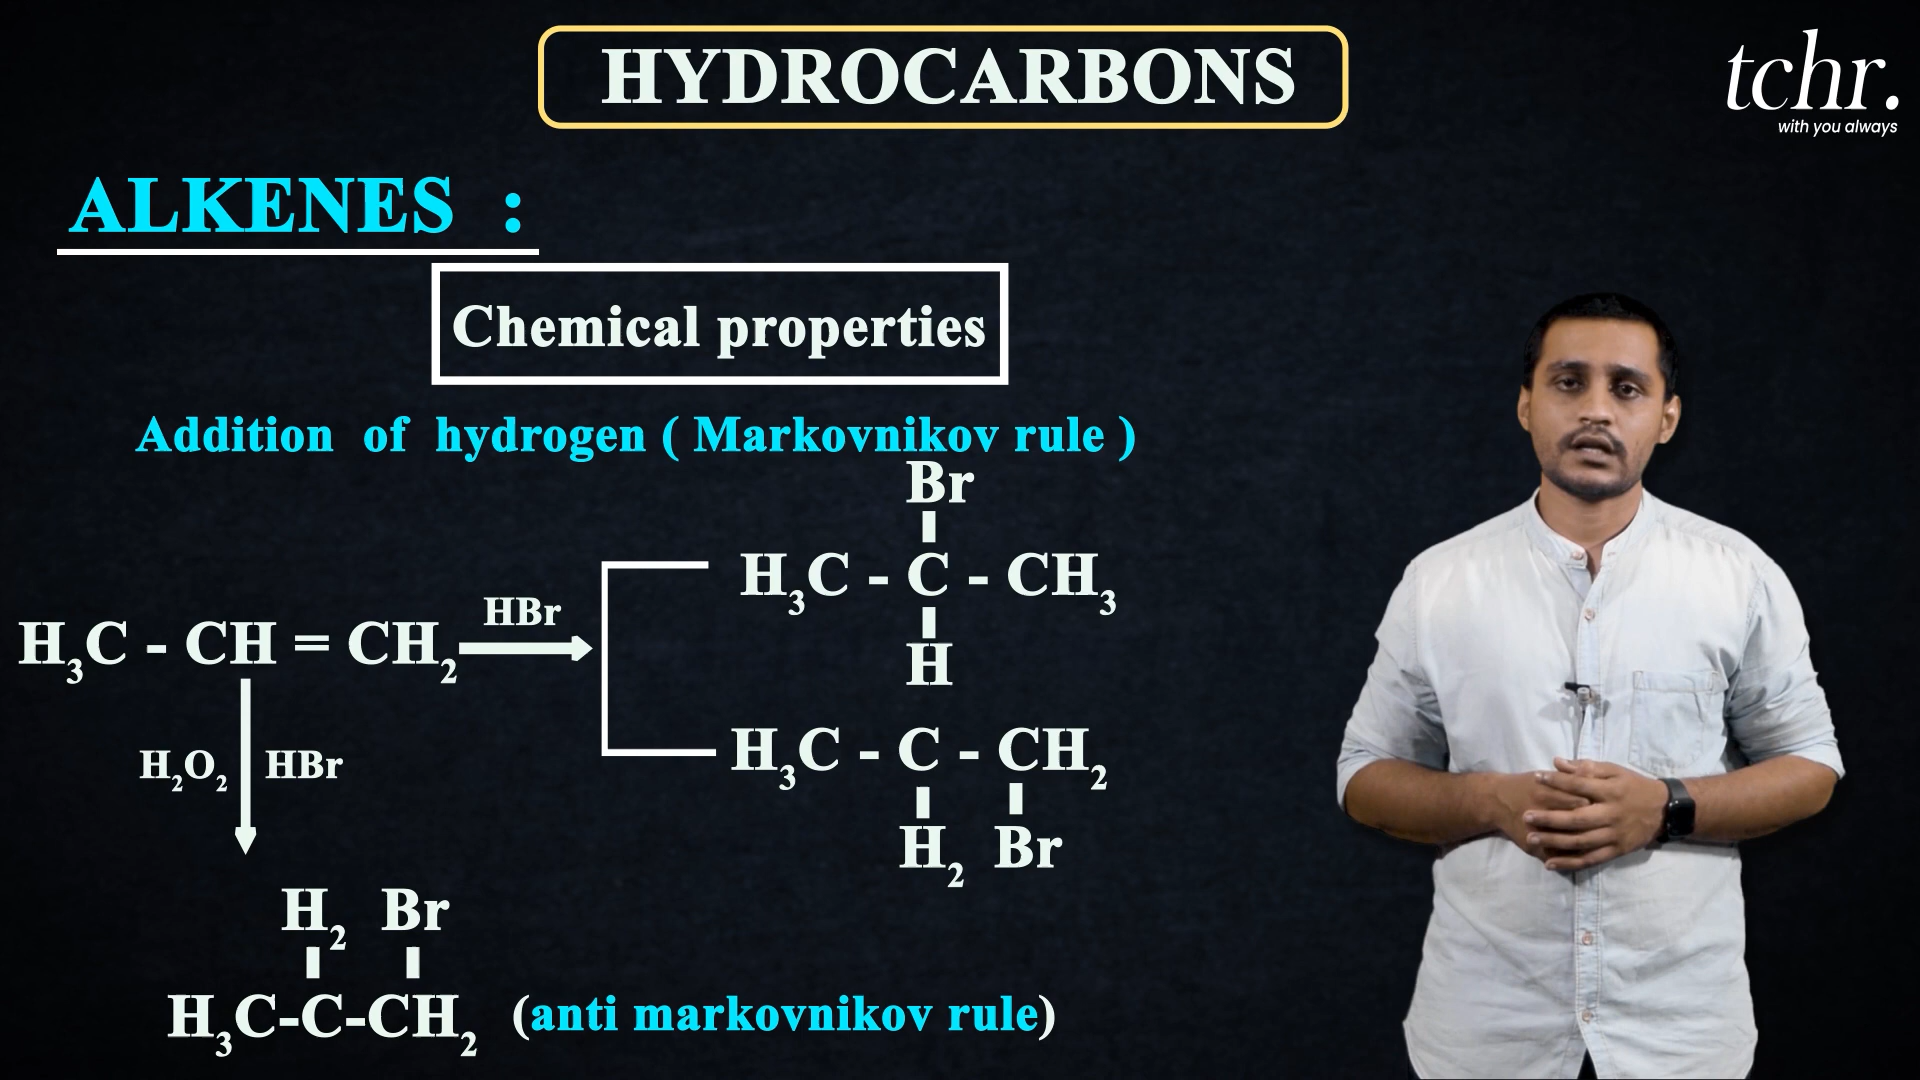 HYDROCARBONS
tchr.
with you always
ALKENES :
Chemical properties
Addition of hydrogen ( Markovnikov rule )
Br
H₃C - C - CH₃
H
H₃C - CH = CH₂
HBr
H₃C - C - CH₂
H₂ Br
H₂O₂ HBr
H₂ Br
H₃C-C-CH₂ (anti markovnikov rule)